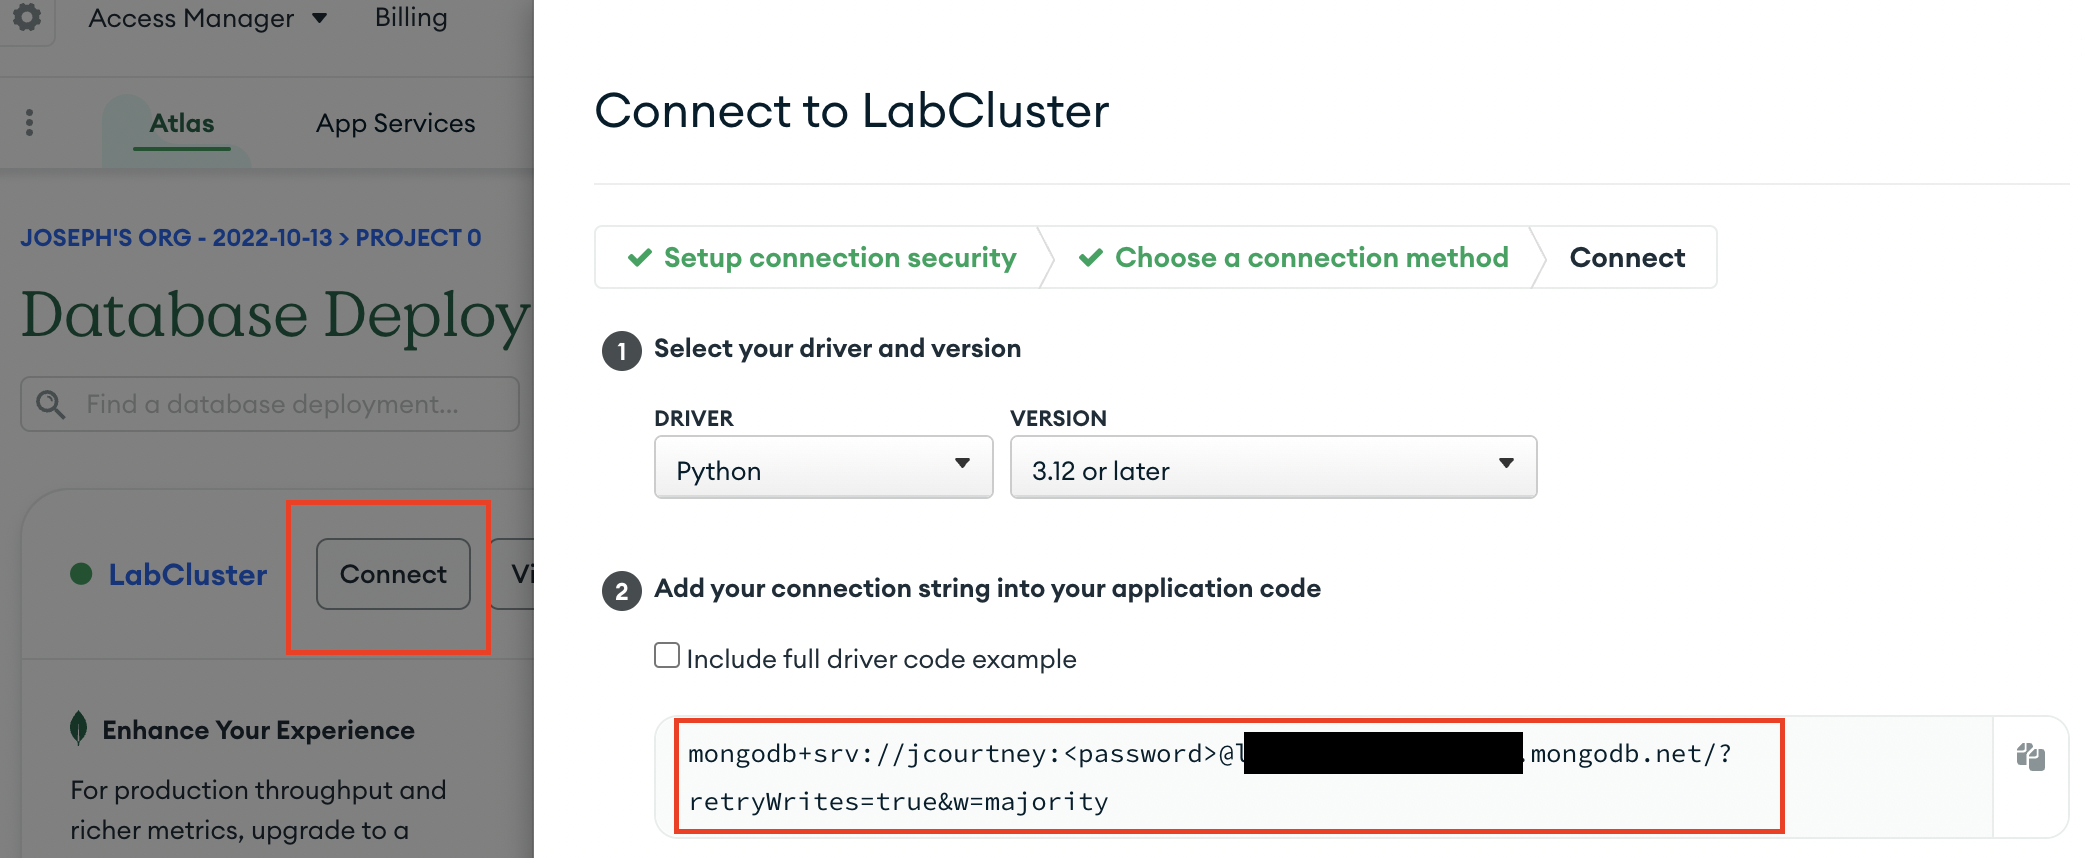 Access Manager Billing
Atlas App Services
JOSEPH'S ORG - 2022-10-13 > PROJECT 0
Database Deploy
Find a database deployment...
LabCluster Connect
Enhance Your Experience
For production throughput and
richer metrics, upgrade to a
Connect to LabCluster
Setup connection security Choose a connection method Connect
1 Select your driver and version
DRIVER VERSION
Python 3.12 or later
2 Add your connection string into your application code
Include full driver code example
mongodb+srv://jcourtney:<password>@l .mongodb.net/?
retryWrites=true&w=majority